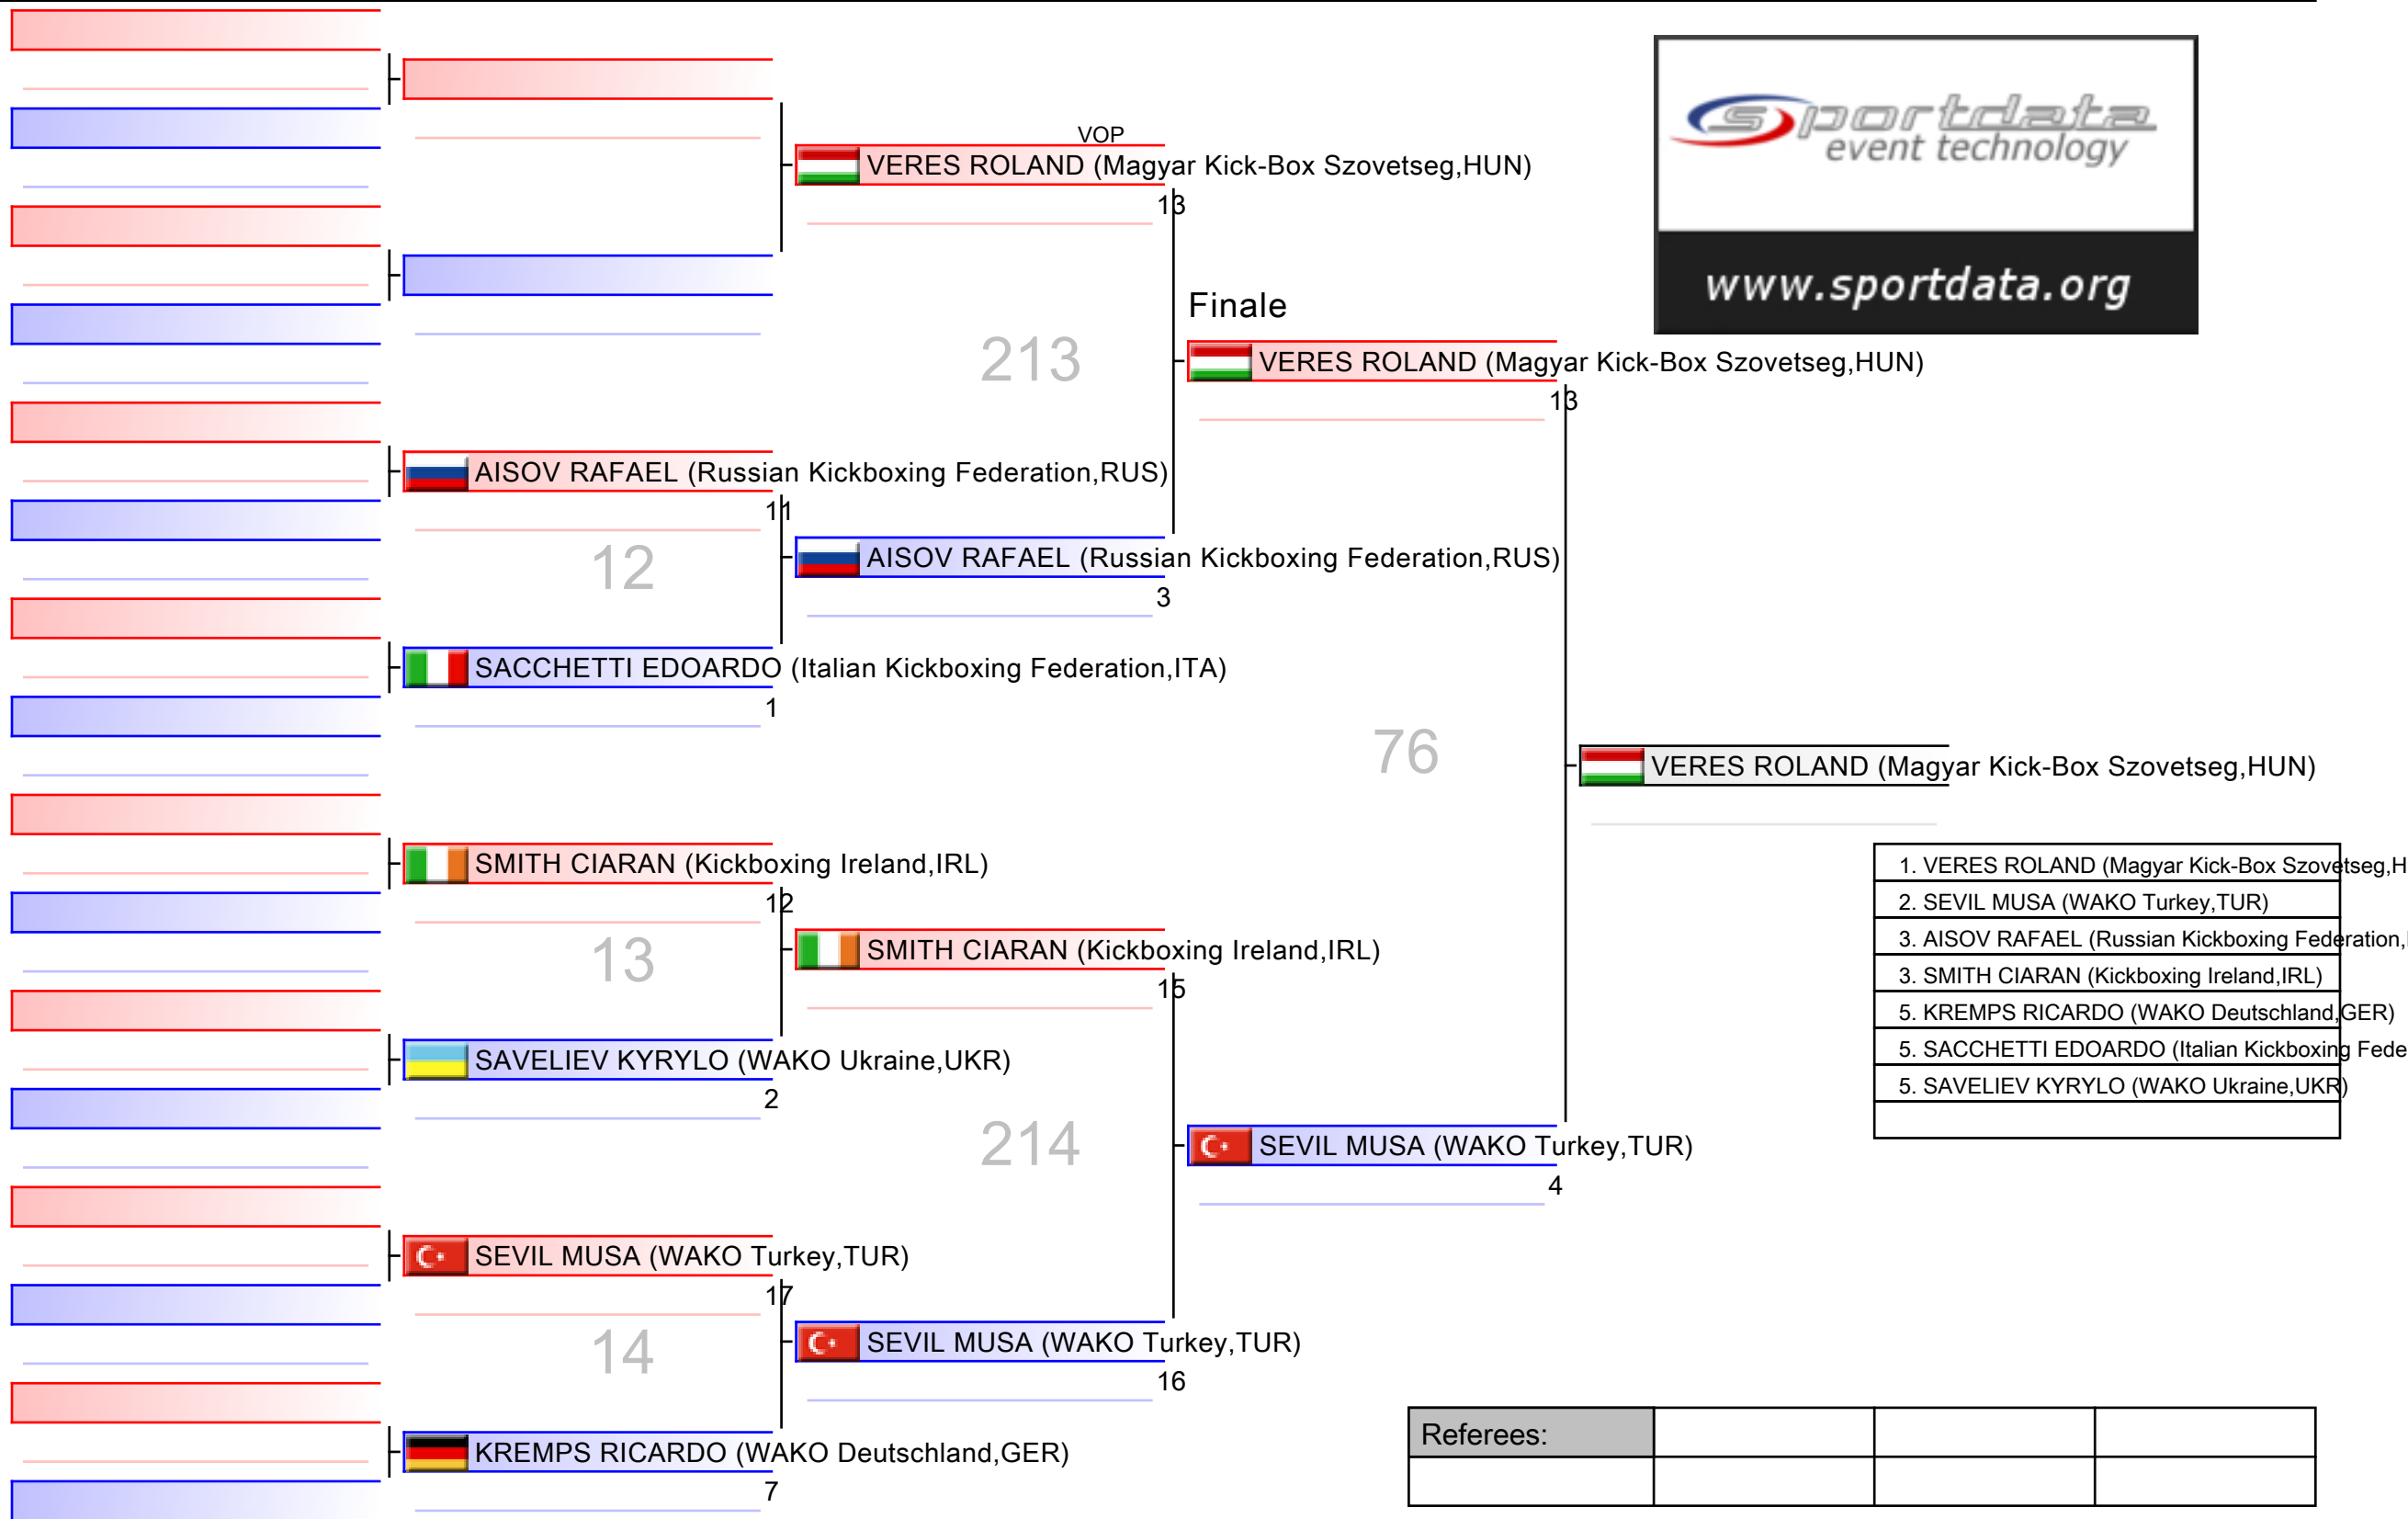 sportdata
event technology
www.sportdata.org
VOP
VERES ROLAND (Magyar Kick-Box Szovetseg,HUN)
13
213
Finale
VERES ROLAND (Magyar Kick-Box Szovetseg,HUN)
13
AISOV RAFAEL (Russian Kickboxing Federation,RUS)
11
12
AISOV RAFAEL (Russian Kickboxing Federation,RUS)
3
SACCHETTI EDOARDO (Italian Kickboxing Federation,ITA)
1
76
VERES ROLAND (Magyar Kick-Box Szovetseg,HUN)
SMITH CIARAN (Kickboxing Ireland,IRL)
12
13
SMITH CIARAN (Kickboxing Ireland,IRL)
15
SAVELIEV KYRYLO (WAKO Ukraine,UKR)
2
214
SEVIL MUSA (WAKO Turkey,TUR)
4
SEVIL MUSA (WAKO Turkey,TUR)
17
14
SEVIL MUSA (WAKO Turkey,TUR)
16
KREMPS RICARDO (WAKO Deutschland,GER)
7
1. VERES ROLAND (Magyar Kick-Box Szovetseg,H
2. SEVIL MUSA (WAKO Turkey,TUR)
3. AISOV RAFAEL (Russian Kickboxing Federation,
3. SMITH CIARAN (Kickboxing Ireland,IRL)
5. KREMPS RICARDO (WAKO Deutschland,GER)
5. SACCHETTI EDOARDO (Italian Kickboxing Fede
5. SAVELIEV KYRYLO (WAKO Ukraine,UKR)
Referees: